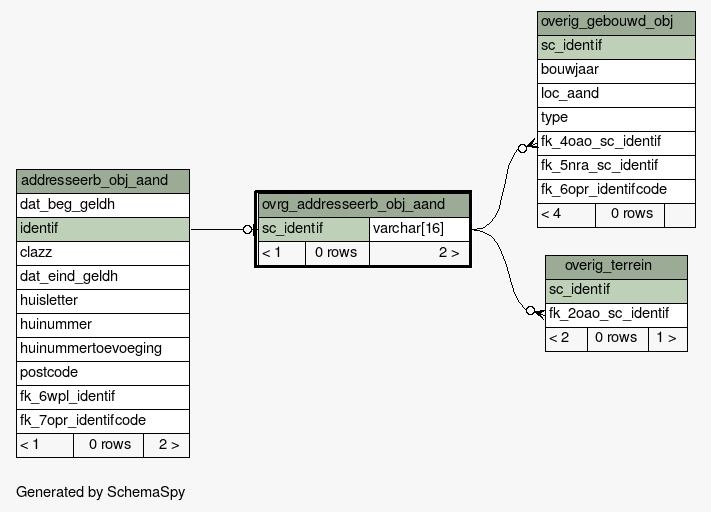 addresseerb_obj_aand
dat_beg_geldh
identif
clazz
dat_eind_geldh
huisletter
huinummer
huinummertoevoeging
postcode
fk_6wpl_identif
fk_7opr_identifcode
< 1 0 rows 2 >
ovrg_addresseerb_obj_aand
sc_identif varchar[16]
< 1 0 rows 2 >
overig_gebouwd_obj
sc_identif
bouwjaar
loc_aand
type
fk_4oao_sc_identif
fk_5nra_sc_identif
fk_6opr_identifcode
< 4 0 rows
overig_terrein
sc_identif
fk_2oao_sc_identif
< 2 0 rows 1 >
Generated by SchemaSpy